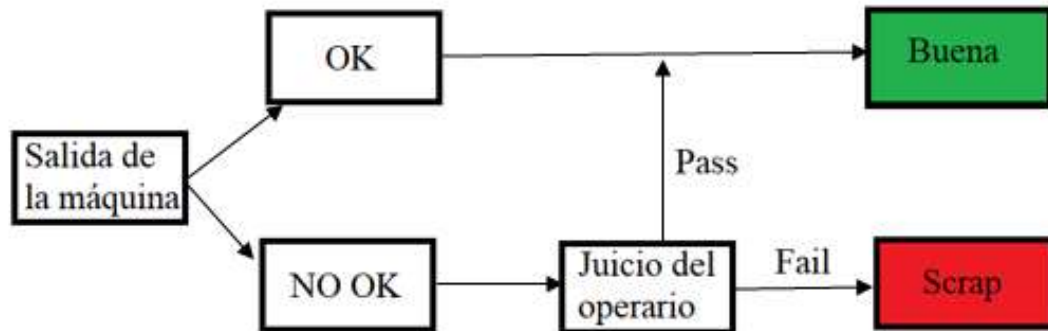 OK
Buena
Salida de
la máquina
Pass
NO OK
Juicio del
operario
Fail
Scrap